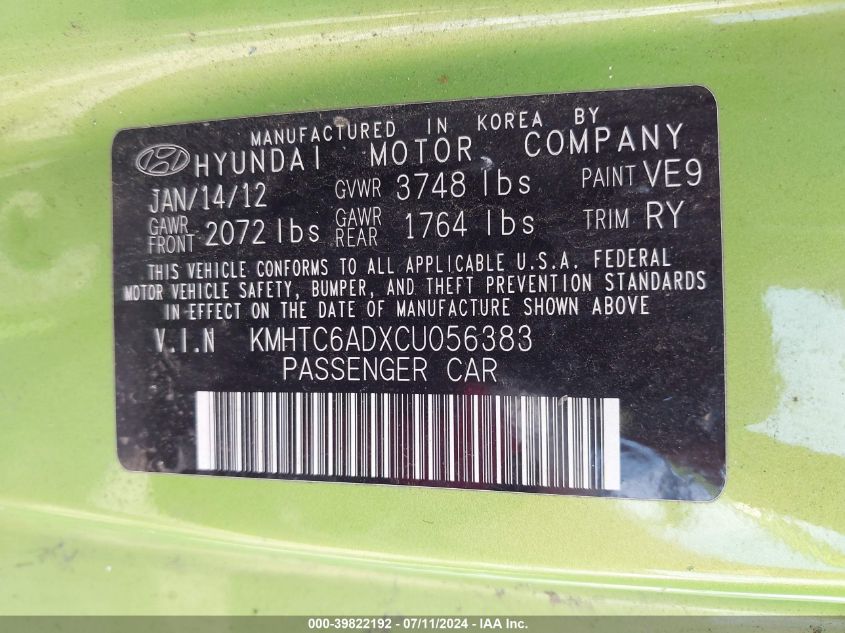 MANUFACTURED IN KOREA BY
HYUNDAI MOTOR COMPANY
JAN/14/12 GVWR 3748 lbs PAINT VE9
GAWR FRONT 2072 lbs GAWR REAR 1764 lbs TRIM RY
THIS VEHICLE CONFORMS TO ALL APPLICABLE U.S.A. FEDERAL
MOTOR VEHICLE SAFETY, BUMPER, AND THEFT PREVENTION STANDARDS
IN EFFECT ON THE DATE OF MANUFACTURE SHOWN ABOVE
V.I.N KMHTC6ADXCU056383
PASSENGER CAR
000-39822192 - 07/11/2024 - IAA Inc.